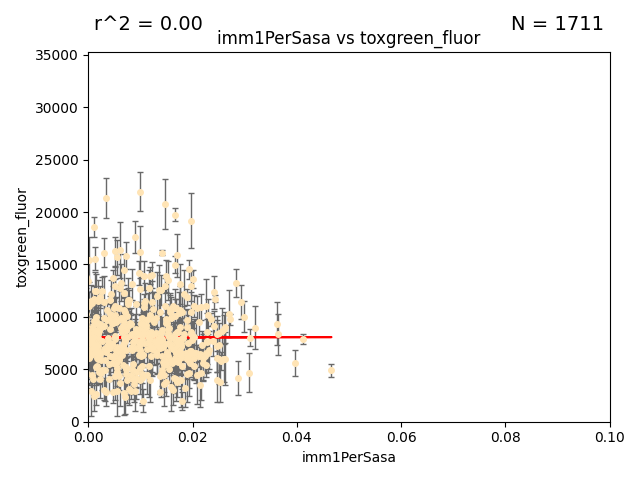 r^2 = 0.00
N = 1711
imm1PerSasa vs toxgreen_fluor
35000
30000
25000
20000
15000
10000
5000
0
toxgreen_fluor
0.00
0.02
0.04
0.06
0.08
0.10
imm1PerSasa